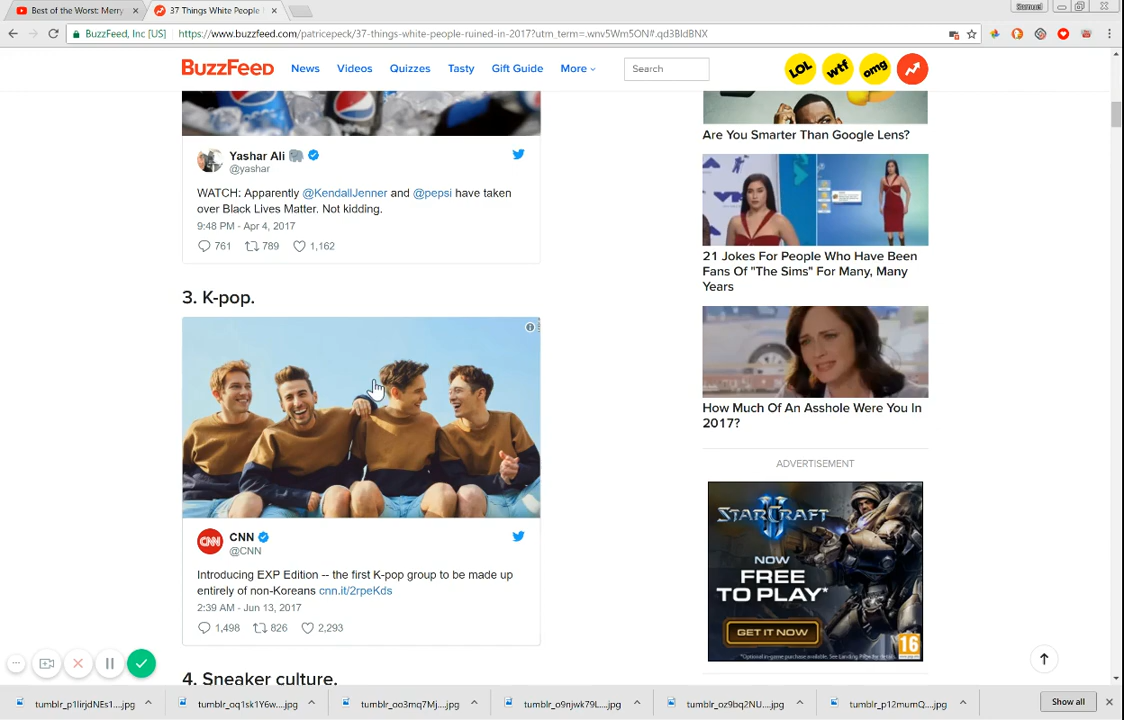 Best of the Worst: Merry
37 Things White People
Samuel
BuzzFeed, Inc [US]
https://www.buzzfeed.com/patricepeck/37-things-white-people-ruined-in-2017?utm_term=.wnv5Wm5ON#.qd3BldBNX
BuzzFeed
News
Videos
Quizzes
Tasty
Gift Guide
More
Search
LOL
wtf
omg
Yashar Ali
@yashar
WATCH: Apparently @KendallJenner and @pepsi have taken
over Black Lives Matter. Not kidding.
9:48 PM - Apr 4, 2017
761
789
1,162
3. K-pop.
CNN
CNN
@CNN
Introducing EXP Edition -- the first K-pop group to be made up
entirely of non-Koreans cnn.it/2rpeKds
2:39 AM - Jun 13, 2017
1,498
826
2,293
4. Sneaker culture.
Are You Smarter Than Google Lens?
21 Jokes For People Who Have Been
Fans Of "The Sims" For Many, Many
Years
How Much Of An Asshole Were You In
2017?
ADVERTISEMENT
STARCRAFT
II
NOW
FREE
TO PLAY*
GET IT NOW
16
tumblr_p1lirjdNEs1....jpg
tumblr_oq1sk1Y6w...jpg
tumblr_oo3mq7Mj....jpg
tumblr_o9njwk79L...jpg
tumblr_oz9bq2NU....jpg
tumblr_p12mumQ....jpg
Show all